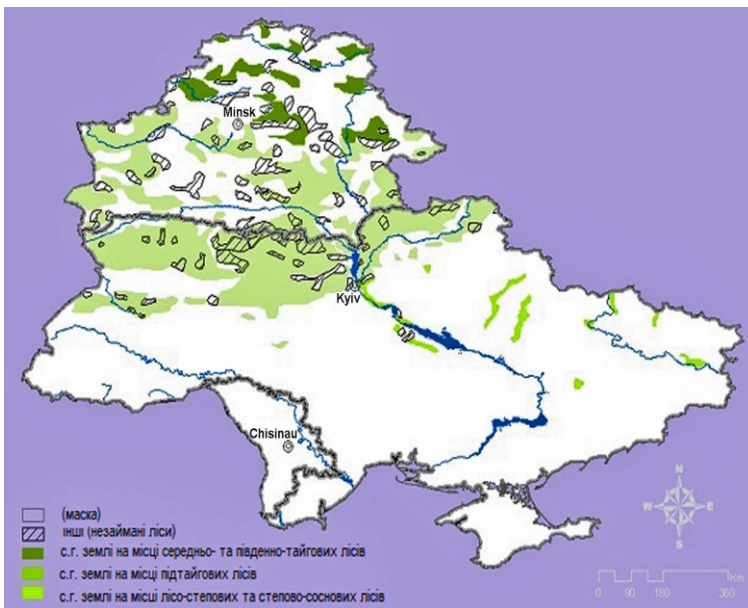 Minsk
Kyiv
Chisinau
N
W E
S
(маска)
інші (незаймані ліси)
с.г. землі на місці середньо- та південно-тайгових лісів
с.г. землі на місці підтайгових лісів
с.г. землі на місці лісо-степових та степово-соснових лісів
Km
0 90 180 360